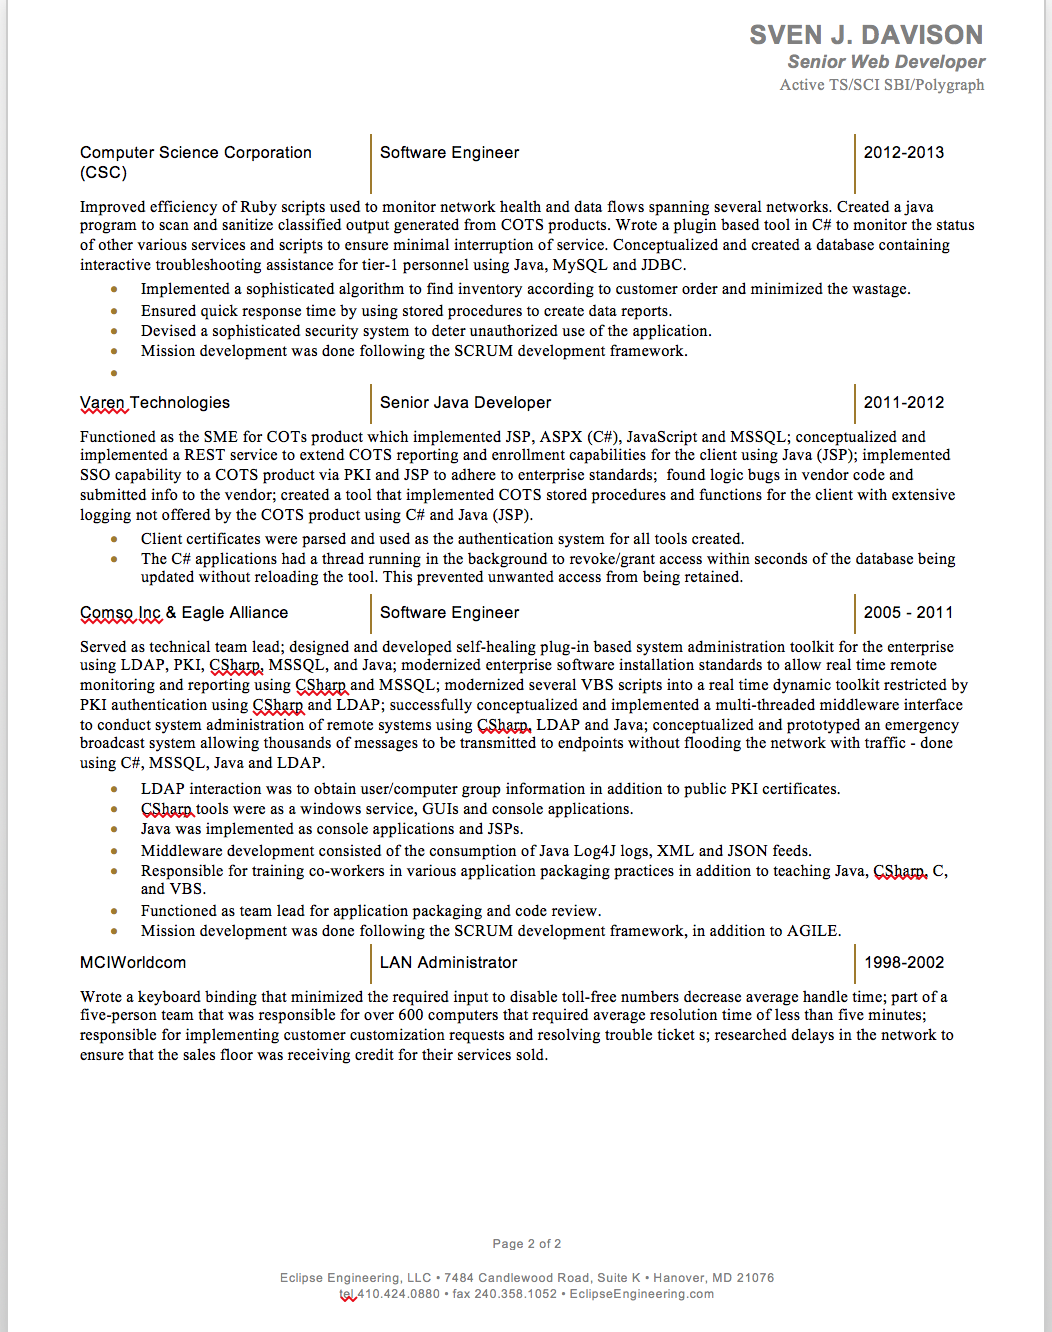 SVEN J. DAVISON
Senior Web Developer
Active TS/SCI SBI/Polygraph
Computer Science Corporation (CSC) Software Engineer 2012-2013
Improved efficiency of Ruby scripts used to monitor network health and data flows spanning several networks. Created a java
program to scan and sanitize classified output generated from COTS products. Wrote a plugin based tool in C# to monitor the status
of other various services and scripts to ensure minimal interruption of service. Conceptualized and created a database containing
interactive troubleshooting assistance for tier-1 personnel using Java, MySQL and JDBC.
• Implemented a sophisticated algorithm to find inventory according to customer order and minimized the wastage.
• Ensured quick response time by using stored procedures to create data reports.
• Devised a sophisticated security system to deter unauthorized use of the application.
• Mission development was done following the SCRUM development framework.
•
Varen Technologies Senior Java Developer 2011-2012
Functioned as the SME for COTs product which implemented JSP, ASPX (C#), JavaScript and MSSQL; conceptualized and
implemented a REST service to extend COTS reporting and enrollment capabilities for the client using Java (JSP); implemented
SSO capability to a COTS product via PKI and JSP to adhere to enterprise standards;  found logic bugs in vendor code and
submitted info to the vendor; created a tool that implemented COTS stored procedures and functions for the client with extensive
logging not offered by the COTS product using C# and Java (JSP).
• Client certificates were parsed and used as the authentication system for all tools created.
• The C# applications had a thread running in the background to revoke/grant access within seconds of the database being
updated without reloading the tool. This prevented unwanted access from being retained.
Comso Inc & Eagle Alliance Software Engineer 2005 - 2011
Served as technical team lead; designed and developed self-healing plug-in based system administration toolkit for the enterprise
using LDAP, PKI, CSharp, MSSQL, and Java; modernized enterprise software installation standards to allow real time remote
monitoring and reporting using CSharp and MSSQL; modernized several VBS scripts into a real time dynamic toolkit restricted by
PKI authentication using CSharp and LDAP; successfully conceptualized and implemented a multi-threaded middleware interface
to conduct system administration of remote systems using CSharp, LDAP and Java; conceptualized and prototyped an emergency
broadcast system allowing thousands of messages to be transmitted to endpoints without flooding the network with traffic - done
using C#, MSSQL, Java and LDAP.
• LDAP interaction was to obtain user/computer group information in addition to public PKI certificates.
• CSharp tools were as a windows service, GUIs and console applications.
• Java was implemented as console applications and JSPs.
• Middleware development consisted of the consumption of Java Log4J logs, XML and JSON feeds.
• Responsible for training co-workers in various application packaging practices in addition to teaching Java, CSharp, C,
and VBS.
• Functioned as team lead for application packaging and code review.
• Mission development was done following the SCRUM development framework, in addition to AGILE.
MCIWorldcom LAN Administrator 1998-2002
Wrote a keyboard binding that minimized the required input to disable toll-free numbers decrease average handle time; part of a
five-person team that was responsible for over 600 computers that required average resolution time of less than five minutes;
responsible for implementing customer customization requests and resolving trouble ticket s; researched delays in the network to
ensure that the sales floor was receiving credit for their services sold.
Page 2 of 2
Eclipse Engineering, LLC • 7484 Candlewood Road, Suite K • Hanover, MD 21076
tel 410.424.0880 • fax 240.358.1052 • EclipseEngineering.com